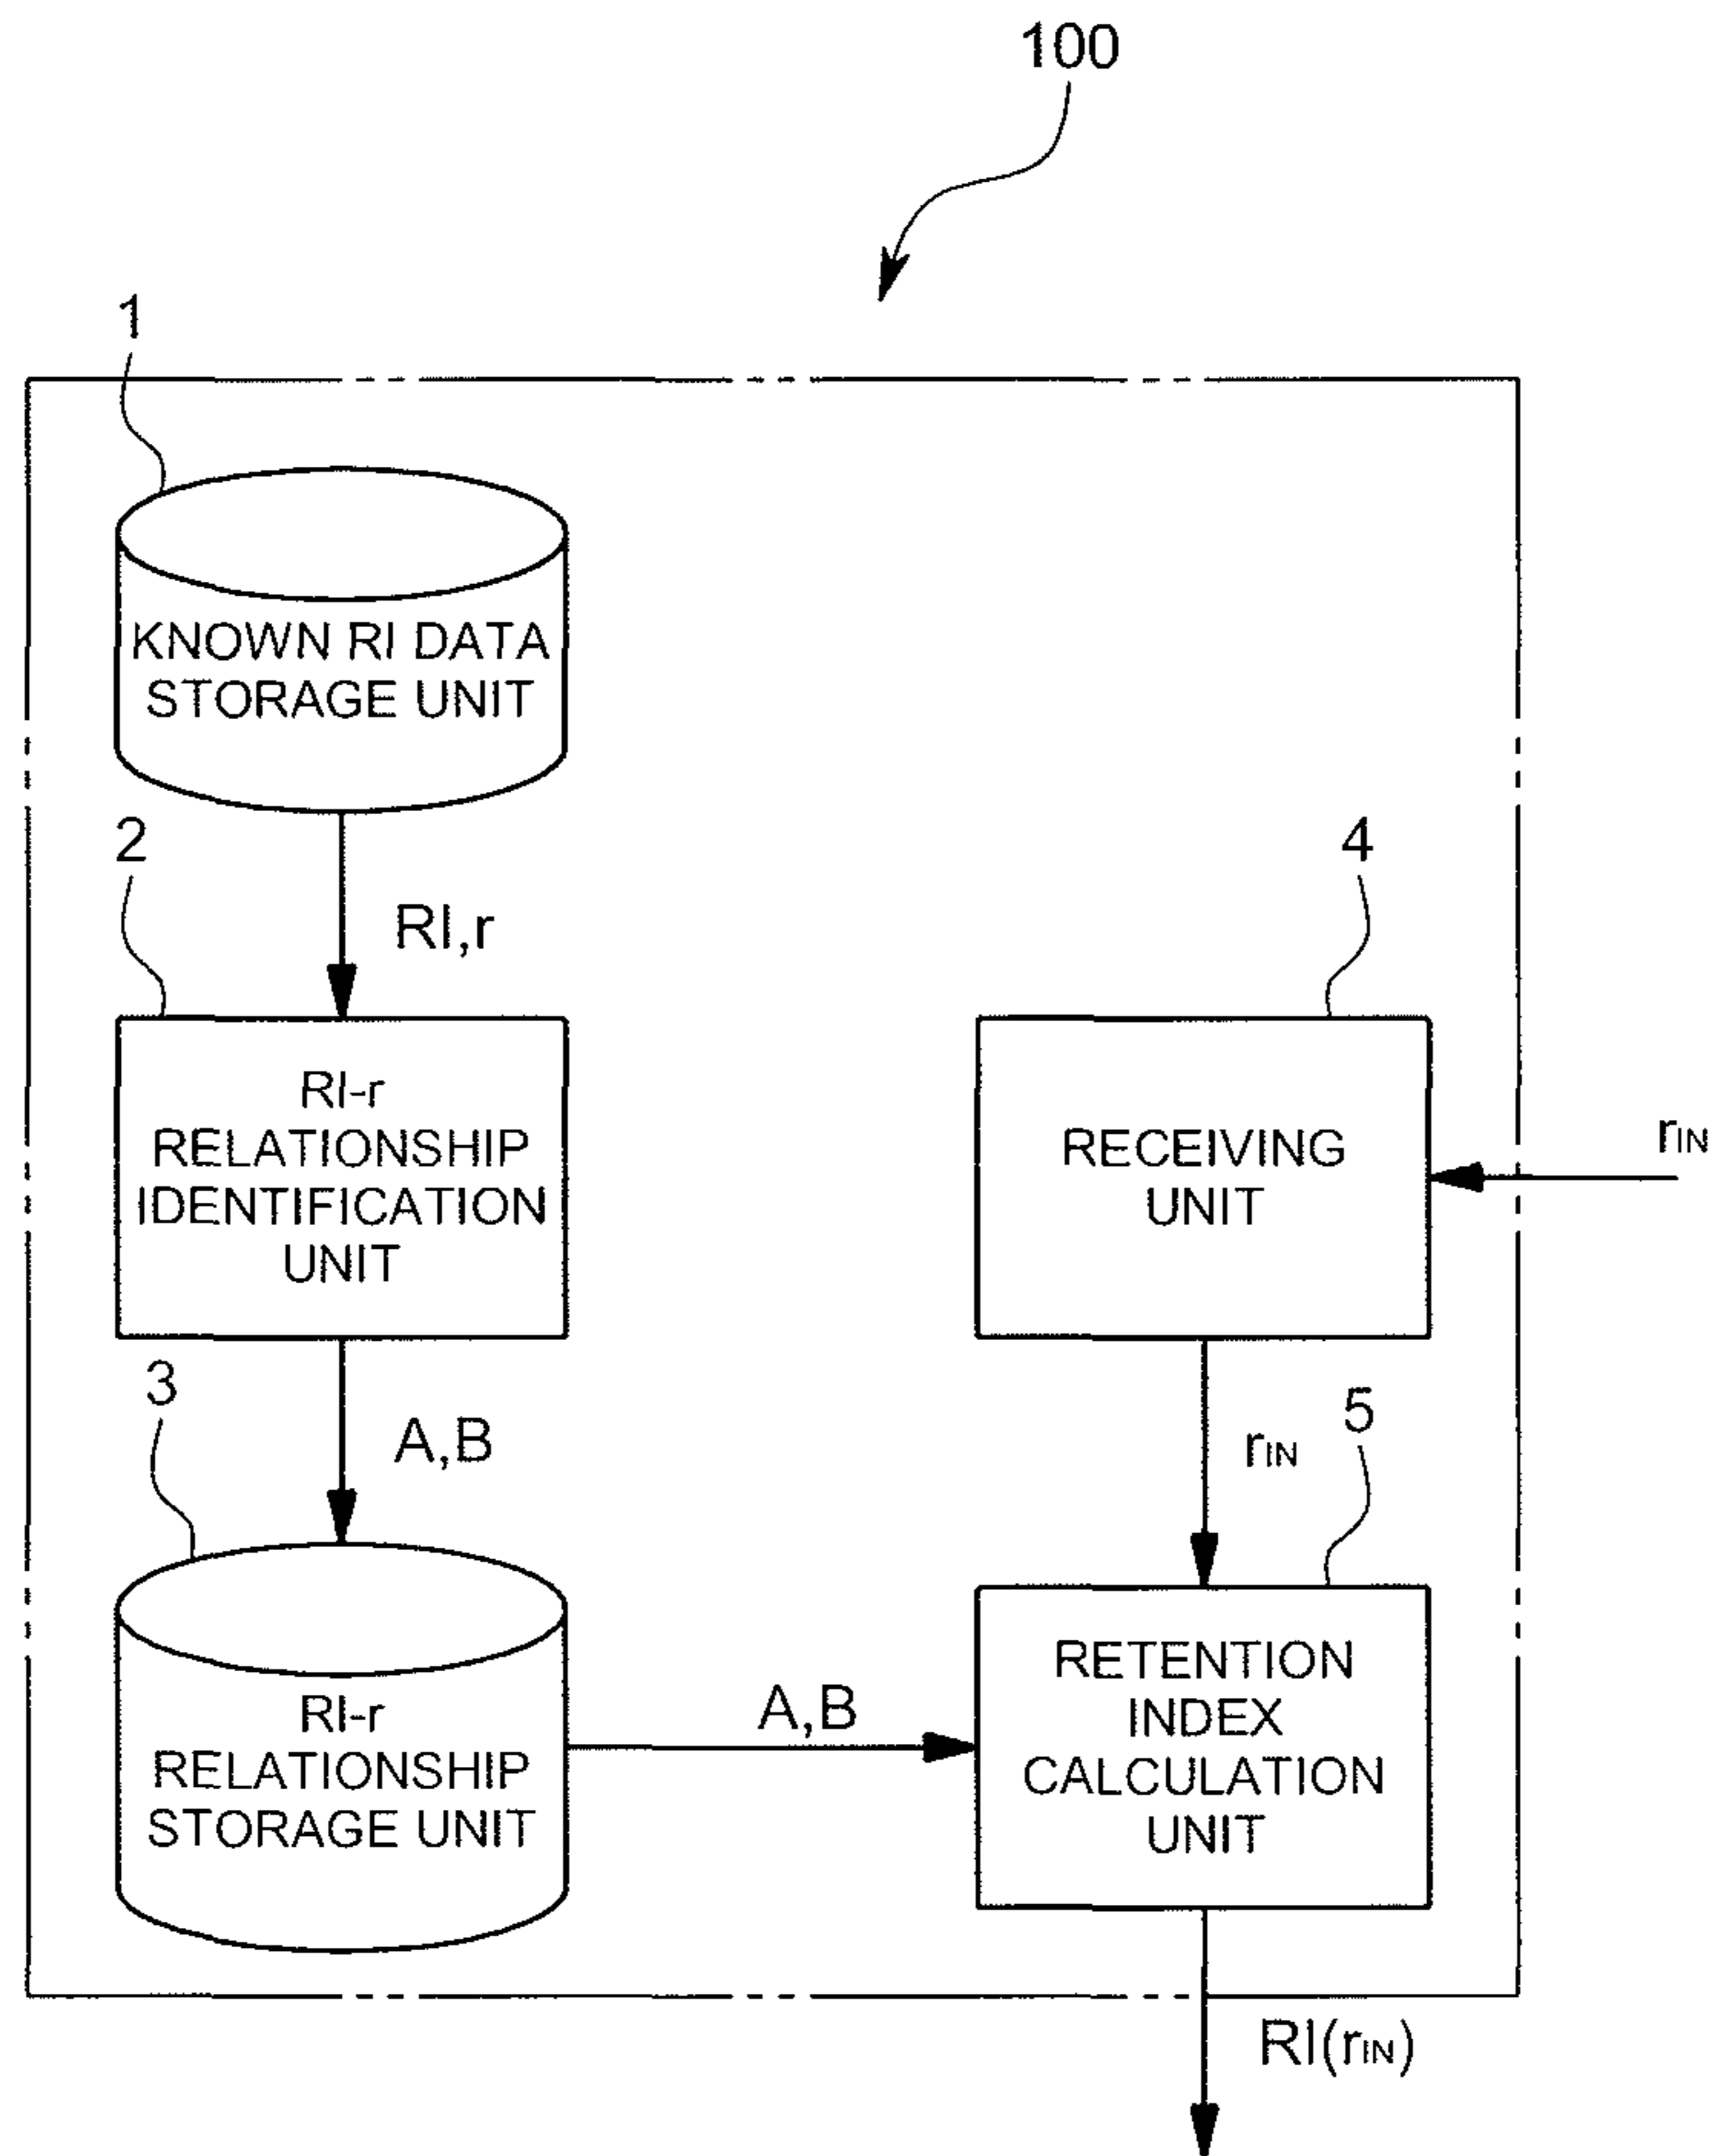 100
1
KNOWN RI DATA
STORAGE UNIT
2
RI,r
4
RI-r
RELATIONSHIP
IDENTIFICATION
UNIT
RECEIVING
UNIT
rIN
3
A,B
rIN
5
RI-r
RELATIONSHIP
STORAGE UNIT
A,B
RETENTION
INDEX
CALCULATION
UNIT
RI(rIN)